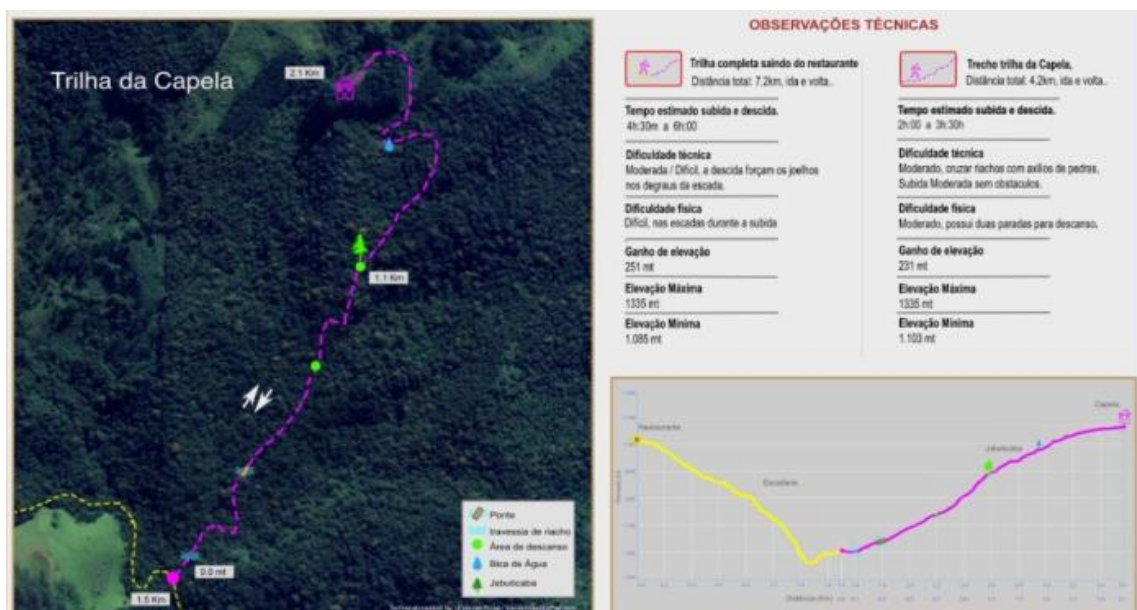 Trilha da Capela
2.1 Km
1.1 Km
0.0 mt
1.5 Km
Ponte
travessia de riacho
Área de descanso
Bica de Água
Jabuticaba
OBSERVAÇÕES TÉCNICAS
Trilha completa saindo do restaurante
Distância total: 7,2km, ida e volta..
Tempo estimado subida e descida.
4h:30m a 6h:00
Dificuldade técnica
Moderada / Difícil, a descida forçam os joelhos
nos degraus da escada.
Dificuldade física
Difícil, nas escadas durante a subida
Ganho de elevação
251 mt
Elevação Máxima
1335 mt
Elevação Mínima
1.085 mt
Trecho trilha da Capela,
Distância total: 4.2km, ida e volta..
Tempo estimado subida e descida.
2h:00 a 3h:30h
Dificuldade técnica
Moderado, cruzar riachos com axílios de pedras,
Subida Moderada sem obstaculos.
Dificuldade física
Moderado, possui duas paradas para descanso.
Ganho de elevação
231 mt
Elevação Máxima
1335 mt
Elevação Mínima
1.103 mt
Restaurante
Escadaria
Jabuticaba
Capela